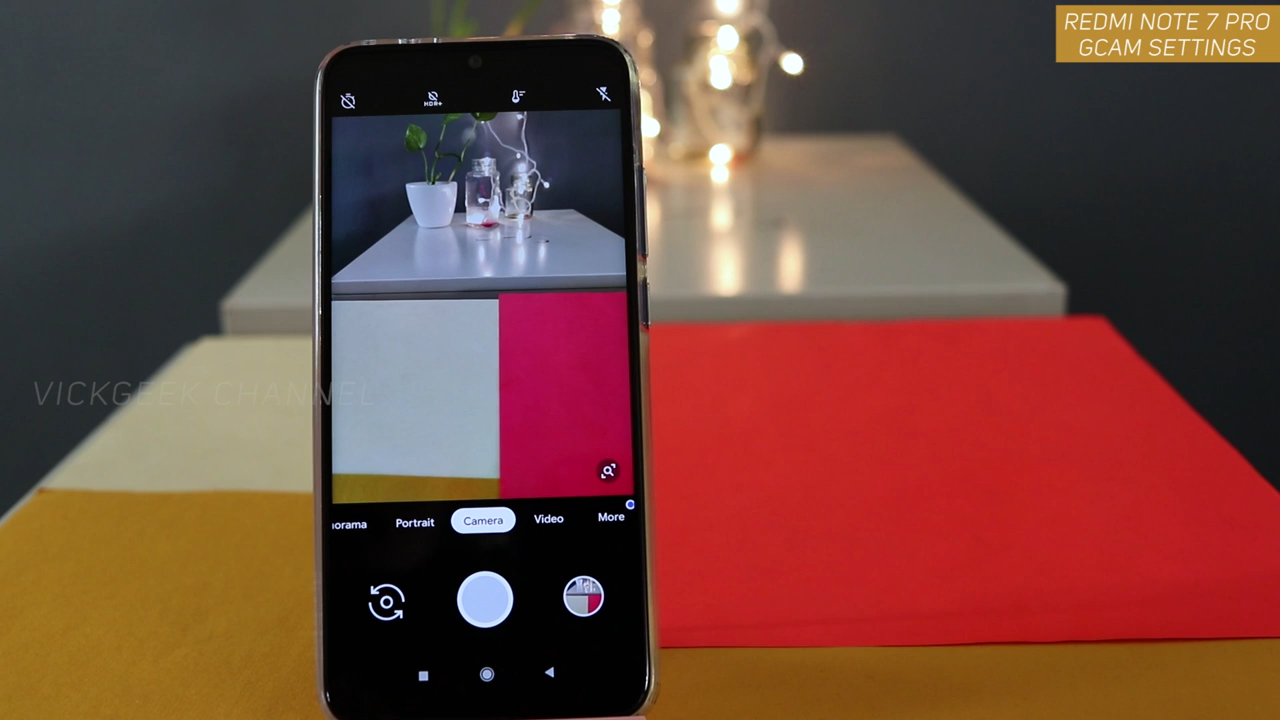 REDMI NOTE 7 PRO
GCAM SETTINGS
HDR+
VICKGEEK CHANNEL
orama
Portrait
Camera
Video
More